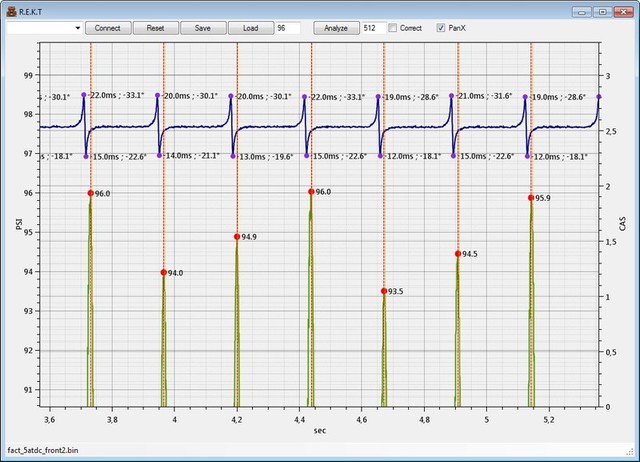 R.E.K.T
Connect Reset Save Load 96 Analyze 512 Correct PanX
99
98
97
96
95
94
93
92
91
PSI
3
2,5
2
1,5
1
0,5
0
CAS
; -30.1° -22.0ms ; -33.1° -20.0ms ; -30.1° -20.0ms ; -30.1° -22.0ms ; -33.1° -19.0ms ; -28.6° -21.0ms ; -31.6° -19.0ms ; -28.6°
s ; -18.1° -15.0ms ; -22.6° -14.0ms ; -21.1° -13.0ms ; -19.6° -15.0ms ; -22.6° -12.0ms ; -18.1° -15.0ms ; -22.6° -12.0ms ; -18.1°
96.0 94.0 94.9 96.0 93.5 94.5 95.9
3,6 3,8 4 4,2 4,4 4,6 4,8 5 5,2
sec
fact_5atdc_front2.bin